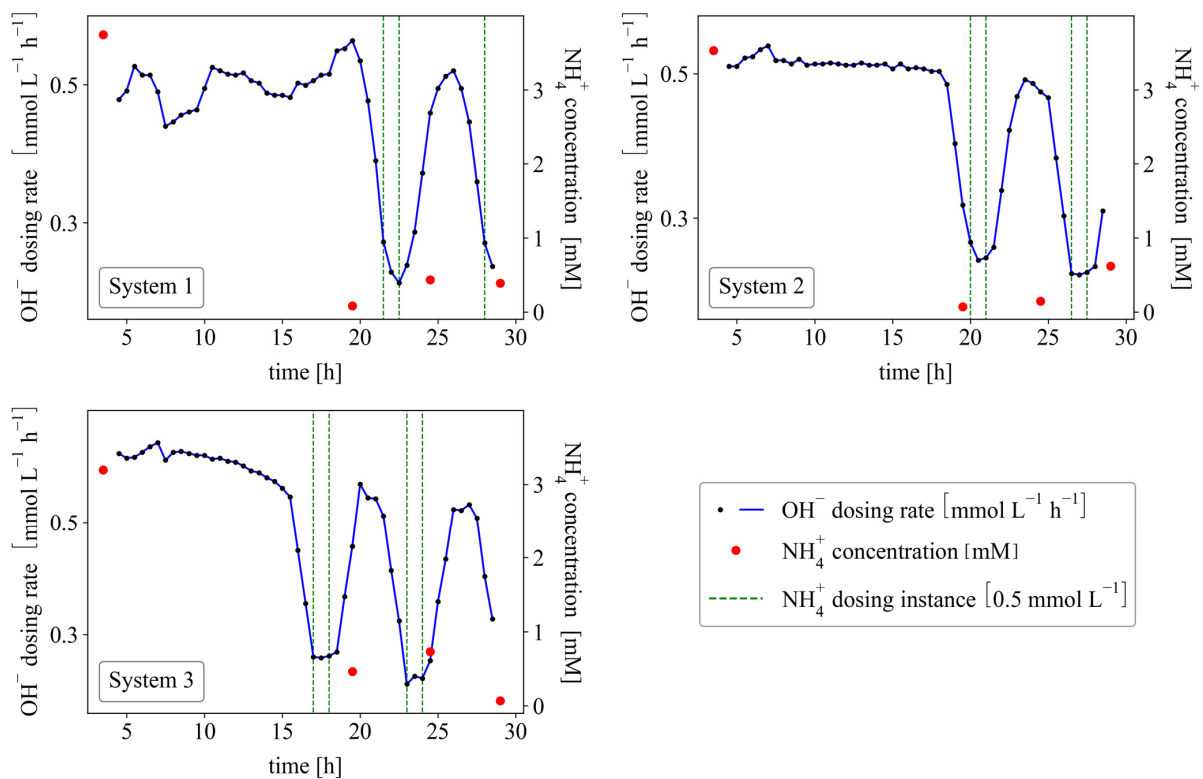 OH⁻ dosing rate [mmol L⁻¹ h⁻¹]
0.5
0.3
System 1
5 10 15 20 25 30
time [h]
3
2
1
0
NH₄⁺ concentration [mM]
OH⁻ dosing rate [mmol L⁻¹ h⁻¹]
0.5
0.3
System 2
5 10 15 20 25 30
time [h]
3
2
1
0
NH₄⁺ concentration [mM]
OH⁻ dosing rate [mmol L⁻¹ h⁻¹]
0.5
0.3
System 3
5 10 15 20 25 30
time [h]
3
2
1
0
NH₄⁺ concentration [mM]
OH⁻ dosing rate [mmol L⁻¹ h⁻¹]
NH₄⁺ concentration [mM]
NH₄⁺ dosing instance [0.5 mmol L⁻¹]